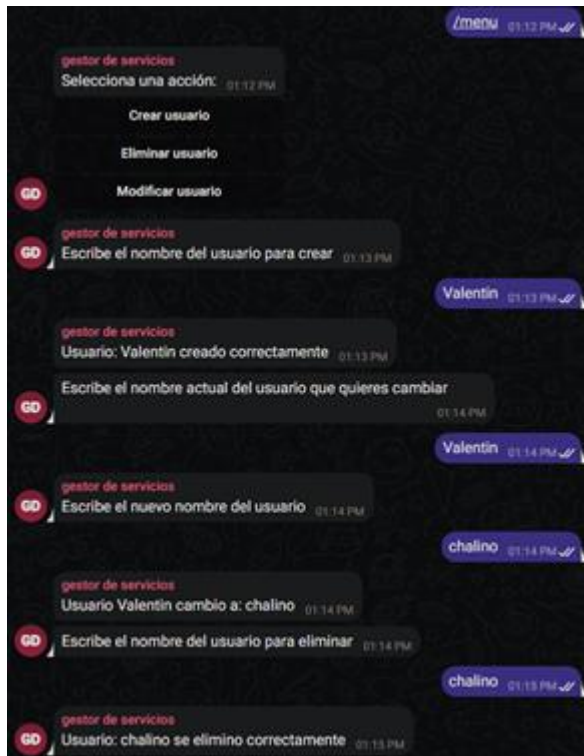 /menu 01:12 PM
gestor de servicios
Selecciona una acción: 01:12 PM
Crear usuario
Eliminar usuario
GD
Modificar usuario
gestor de servicios
GD
Escribe el nombre del usuario para crear 01:13 PM
Valentin 01:13 PM
gestor de servicios
Usuario: Valentin creado correctamente 01:13 PM
Escribe el nombre actual del usuario que quieres cambiar
GD
01:14 PM
Valentin 01:14 PM
gestor de servicios
GD
Escribe el nuevo nombre del usuario 01:14 PM
chalino 01:14 PM
gestor de servicios
Usuario Valentin cambio a: chalino 01:14 PM
GD
Escribe el nombre del usuario para eliminar 01:14 PM
chalino 01:15 PM
gestor de servicios
GD
Usuario: chalino se elimino correctamente 01:15 PM